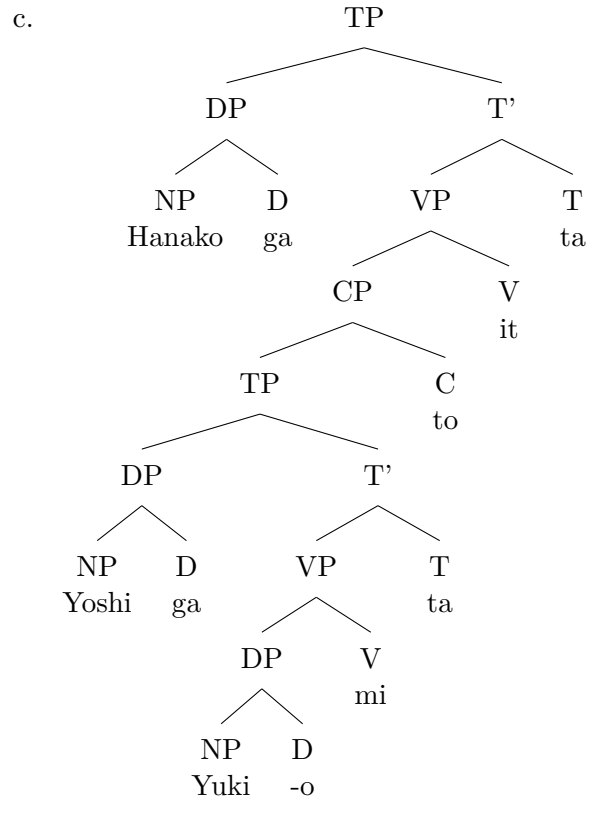 c.
TP
DP T’
NP D VP T
Hanako ga ta
CP V
it
TP C
to
DP T’
NP D VP T
Yoshi ga ta
DP V
mi
NP D
Yuki -o